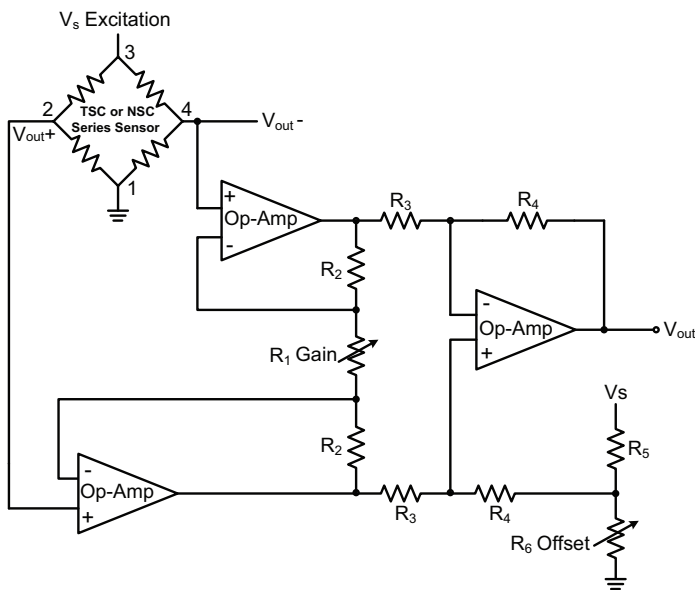 Vs Excitation
3
2
TSC or NSC
Series Sensor
4
Vout+
Vout -
1
+
Op-Amp
-
R3
R4
R2
-
Op-Amp
+
Vout
R1 Gain
Vs
R2
R5
-
Op-Amp
+
R3
R4
R6 Offset